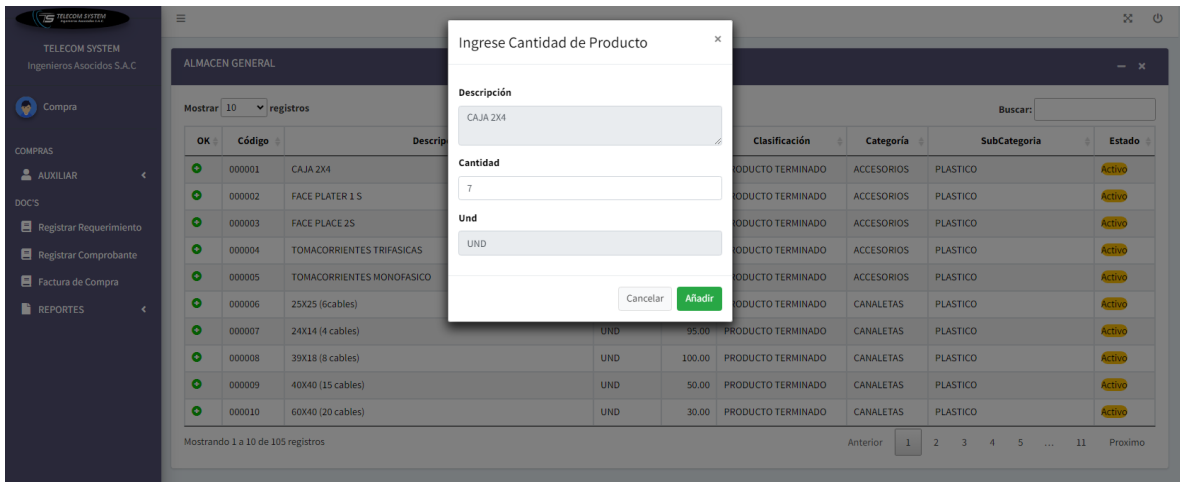 TELECOM SYSTEM
TELECOM SYSTEM
Ingenieros Asocidos S.A.C
Compra
COMPRAS
AUXILIAR
DOC'S
Registrar Requerimiento
Registrar Comprobante
Factura de Compra
REPORTES
ALMACEN GENERAL
Mostrar 10 registros
Buscar:
OK Código Descrip Clasificación Categoría SubCategoria Estado
000001 CAJA 2X4 RODUCTO TERMINADO ACCESORIOS PLASTICO Activo
000002 FACE PLATER 1 S RODUCTO TERMINADO ACCESORIOS PLASTICO Activo
000003 FACE PLACE 2S RODUCTO TERMINADO ACCESORIOS PLASTICO Activo
000004 TOMACORRIENTES TRIFASICAS RODUCTO TERMINADO ACCESORIOS PLASTICO Activo
000005 TOMACORRIENTES MONOFASICO RODUCTO TERMINADO ACCESORIOS PLASTICO Activo
000006 25X25 (6cables) RODUCTO TERMINADO CANALETAS PLASTICO Activo
000007 24X14 (4 cables) UND 95.00 PRODUCTO TERMINADO CANALETAS PLASTICO Activo
000008 39X18 (8 cables) UND 100.00 PRODUCTO TERMINADO CANALETAS PLASTICO Activo
000009 40X40 (15 cables) UND 50.00 PRODUCTO TERMINADO CANALETAS PLASTICO Activo
000010 60X40 (20 cables) UND 30.00 PRODUCTO TERMINADO CANALETAS PLASTICO Activo
Mostrando 1 a 10 de 105 registros
Anterior 1 2 3 4 5 ... 11 Proximo
Ingrese Cantidad de Producto ×
Descripción
CAJA 2X4
Cantidad
7
Und
UND
Cancelar Añadir